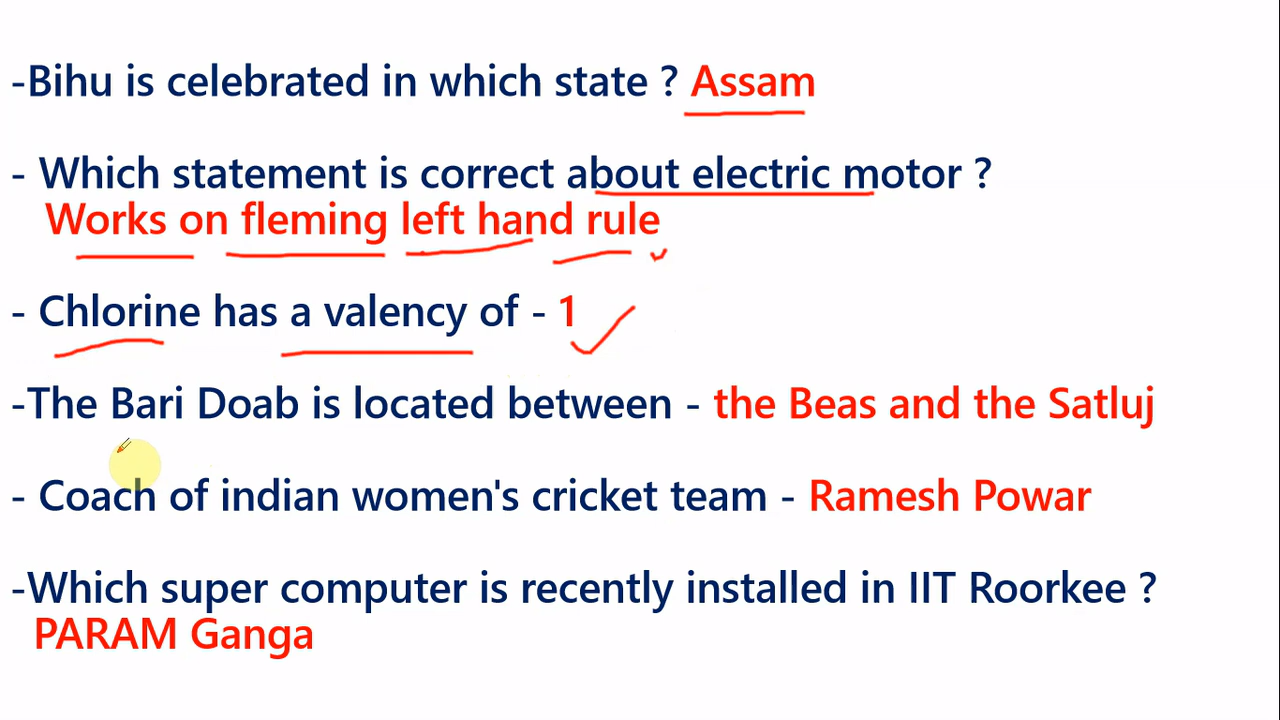 -Bihu is celebrated in which state ? Assam
- Which statement is correct about electric motor ?
Works on fleming left hand rule
- Chlorine has a valency of - 1
-The Bari Doab is located between - the Beas and the Satluj
- Coach of indian women's cricket team - Ramesh Powar
-Which super computer is recently installed in IIT Roorkee ?
PARAM Ganga